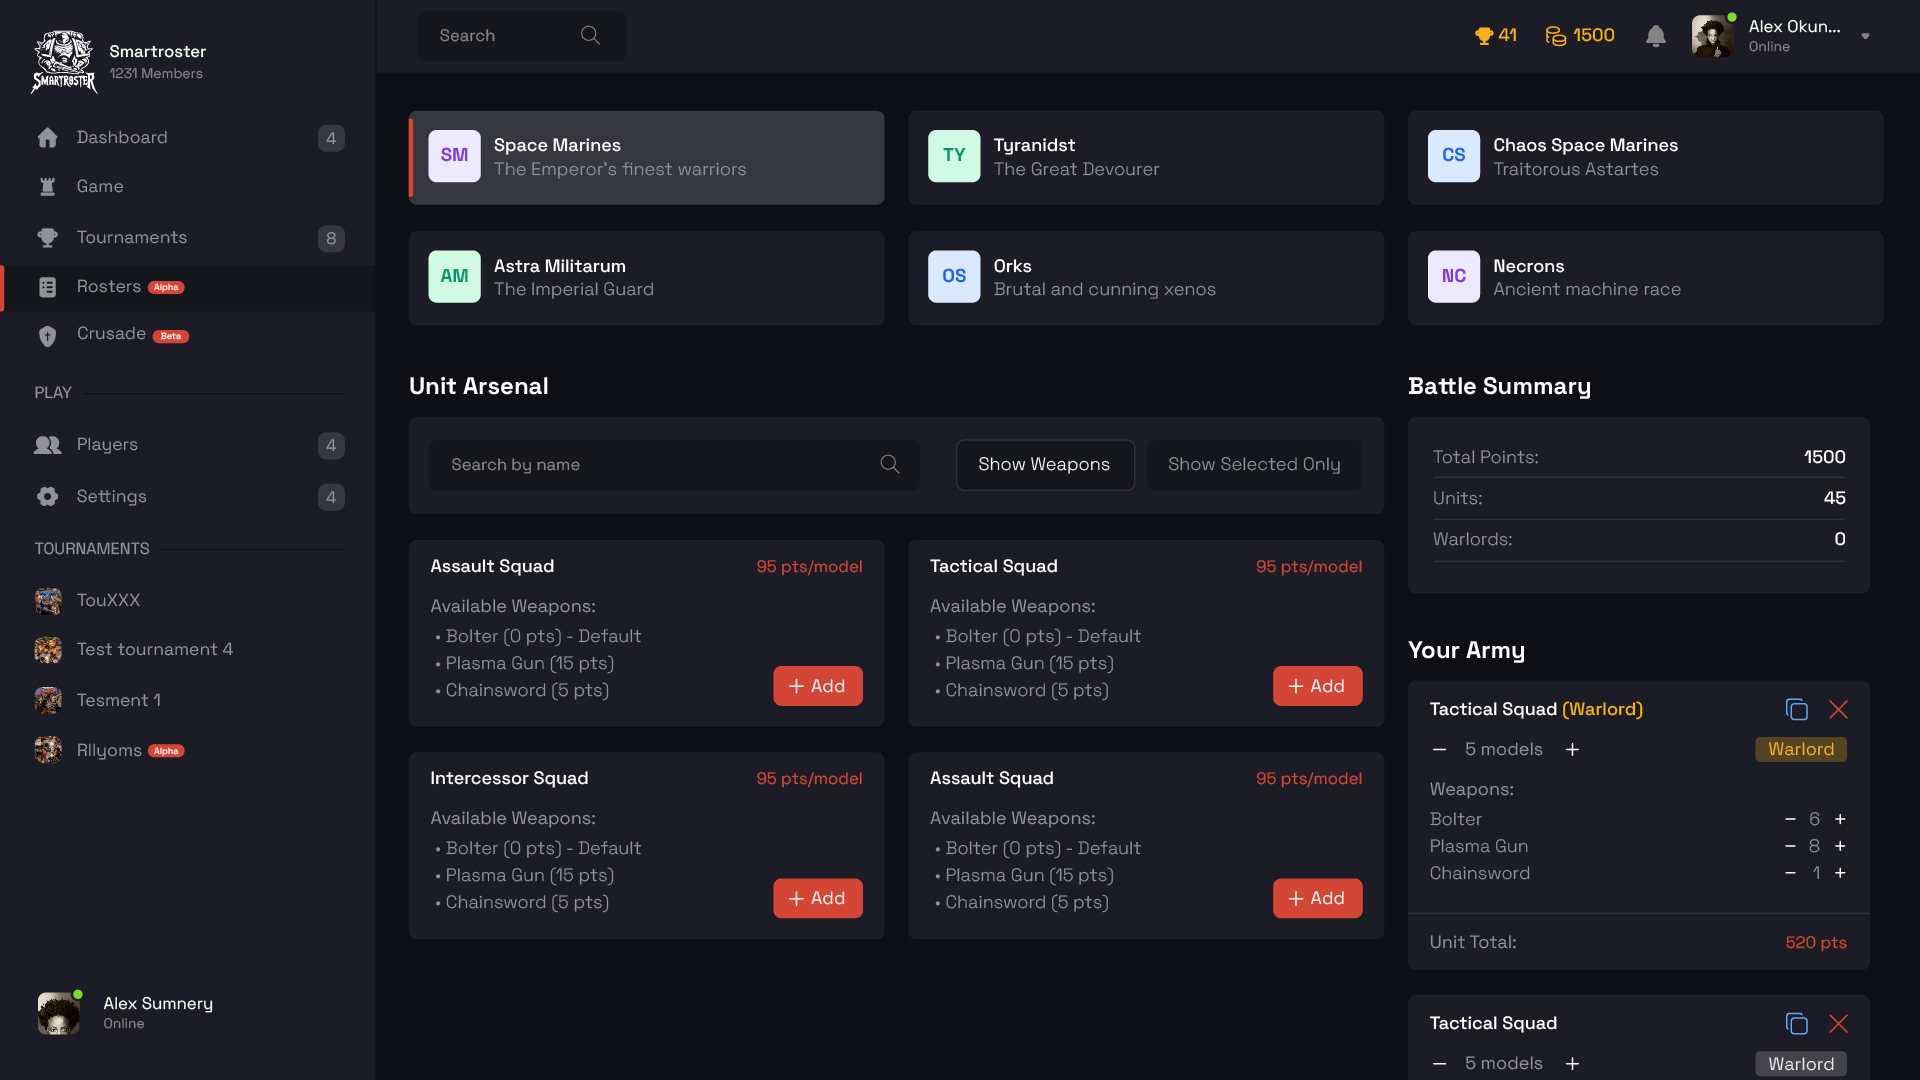 SMARTROSTER
Smartroster
1231 Members
Dashboard 4
Game
Tournaments 8
Rosters Alpha
Crusade Beta
PLAY
Players 4
Settings 4
TOURNAMENTS
TouXXX
Test tournament 4
Tesment 1
Rllyoms Alpha
Alex Sumnery
Online
Search
41
1500
Alex Okun...
Online
SM
Space Marines
The Emperor's finest warriors
TY
Tyranidst
The Great Devourer
CS
Chaos Space Marines
Traitorous Astartes
AM
Astra Militarum
The Imperial Guard
OS
Orks
Brutal and cunning xenos
NC
Necrons
Ancient machine race
Unit Arsenal
Search by name
Show Weapons
Show Selected Only
Assault Squad 95 pts/model
Available Weapons:
• Bolter (0 pts) - Default
• Plasma Gun (15 pts)
• Chainsword (5 pts)
+ Add
Tactical Squad 95 pts/model
Available Weapons:
• Bolter (0 pts) - Default
• Plasma Gun (15 pts)
• Chainsword (5 pts)
+ Add
Intercessor Squad 95 pts/model
Available Weapons:
• Bolter (0 pts) - Default
• Plasma Gun (15 pts)
• Chainsword (5 pts)
+ Add
Assault Squad 95 pts/model
Available Weapons:
• Bolter (0 pts) - Default
• Plasma Gun (15 pts)
• Chainsword (5 pts)
+ Add
Battle Summary
Total Points: 1500
Units: 45
Warlords: 0
Your Army
Tactical Squad (Warlord)
− 5 models + Warlord
Weapons:
Bolter − 6 +
Plasma Gun − 8 +
Chainsword − 1 +
Unit Total: 520 pts
Tactical Squad
− 5 models + Warlord